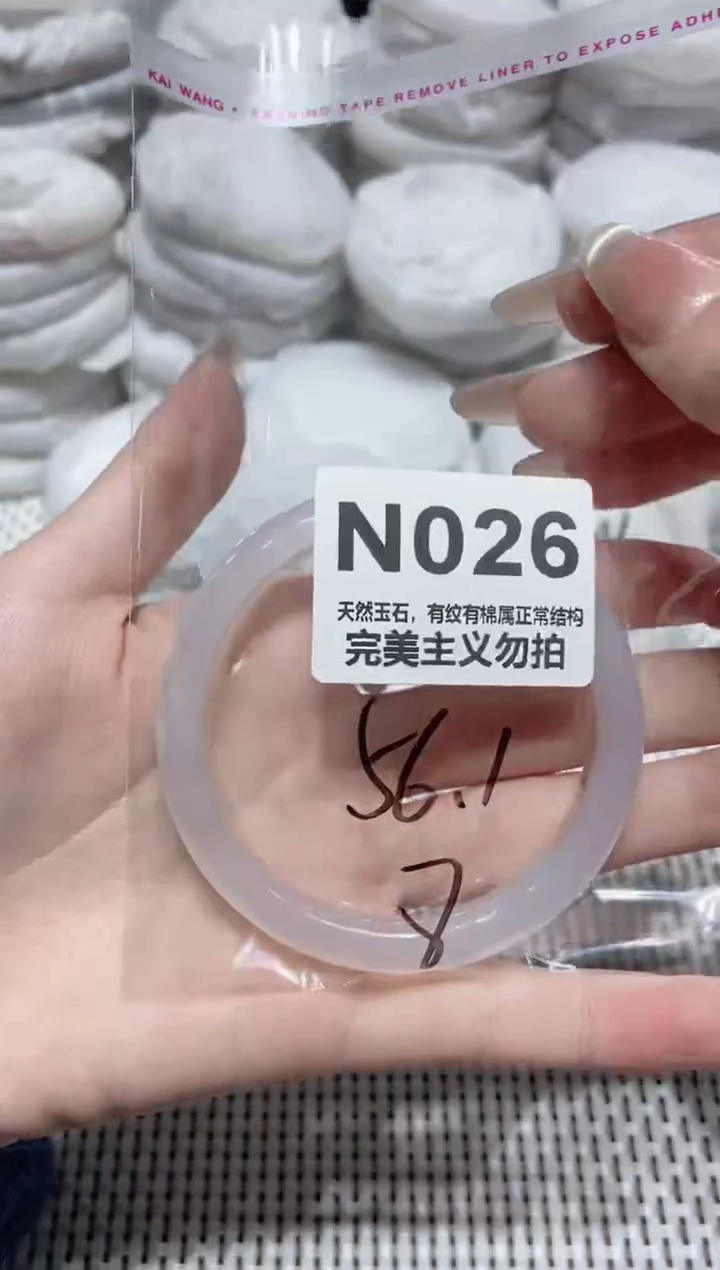 KAI WANG • TAPE REMOVE LINER TO EXPOSE ADH
N026
天然玉石，有纹有棉属正常结构
完美主义勿拍
56.1
8